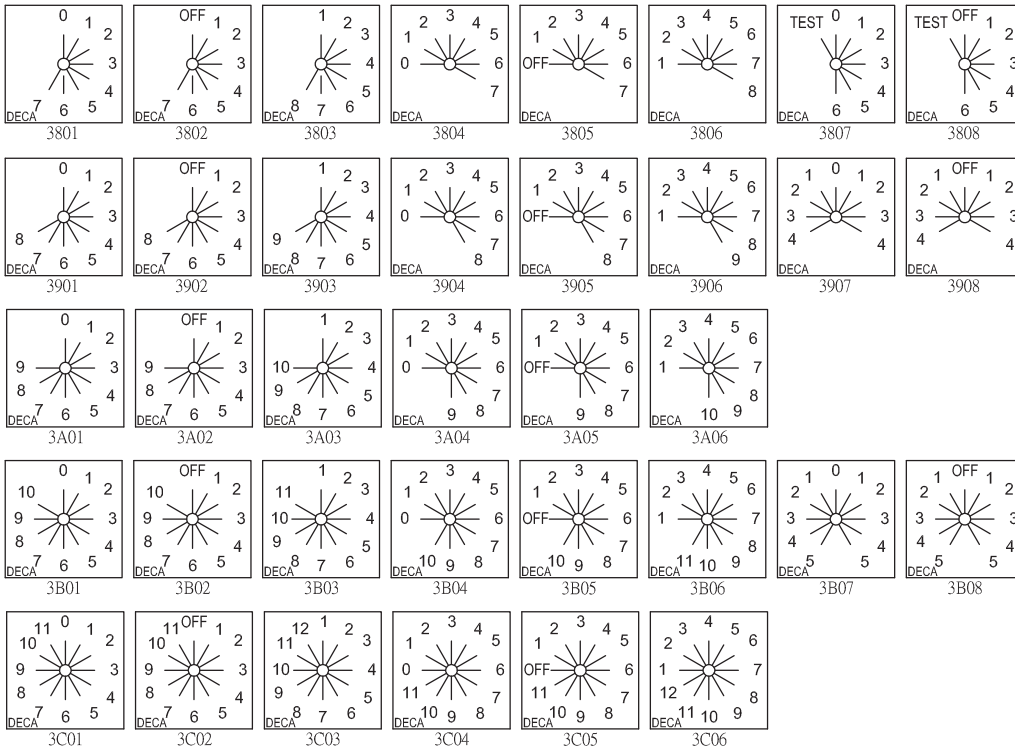 0 1 2 3 4 5 6 7
DECA
3801
OFF 1 2 3 4 5 6 7
DECA
3802
1 2 3 4 5 6 7 8
DECA
3803
0 1 2 3 4 5 6 7
DECA
3804
OFF 1 2 3 4 5 6 7
DECA
3805
1 2 3 4 5 6 7 8
DECA
3806
TEST 0 1 2 3 4 5 6
DECA
3807
TEST OFF 1 2 3 4 5 6
DECA
3808
0 1 2 3 4 5 6 7 8
DECA
3901
OFF 1 2 3 4 5 6 7 8
DECA
3902
1 2 3 4 5 6 7 8 9
DECA
3903
0 1 2 3 4 5 6 7 8
DECA
3904
OFF 1 2 3 4 5 6 7 8
DECA
3905
1 2 3 4 5 6 7 8 9
DECA
3906
4 3 2 1 0 1 2 3 4
DECA
3907
4 3 2 1 OFF 1 2 3 4
DECA
3908
0 1 2 3 4 5 6 7 8 9
DECA
3A01
OFF 1 2 3 4 5 6 7 8 9
DECA
3A02
1 2 3 4 5 6 7 8 9 10
DECA
3A03
0 1 2 3 4 5 6 7 8 9
DECA
3A04
OFF 1 2 3 4 5 6 7 8 9
DECA
3A05
1 2 3 4 5 6 7 8 9 10
DECA
3A06
0 1 2 3 4 5 6 7 8 9 10
DECA
3B01
OFF 1 2 3 4 5 6 7 8 9 10
DECA
3B02
1 2 3 4 5 6 7 8 9 10 11
DECA
3B03
0 1 2 3 4 5 6 7 8 9 10
DECA
3B04
OFF 1 2 3 4 5 6 7 8 9 10
DECA
3B05
1 2 3 4 5 6 7 8 9 10 11
DECA
3B06
5 4 3 2 1 0 1 2 3 4 5
DECA
3B07
5 4 3 2 1 OFF 1 2 3 4 5
DECA
3B08
0 1 2 3 4 5 6 7 8 9 10 11
DECA
3C01
OFF 1 2 3 4 5 6 7 8 9 10 11
DECA
3C02
1 2 3 4 5 6 7 8 9 10 11 12
DECA
3C03
0 1 2 3 4 5 6 7 8 9 10 11
DECA
3C04
OFF 1 2 3 4 5 6 7 8 9 10 11
DECA
3C05
1 2 3 4 5 6 7 8 9 10 11 12
DECA
3C06